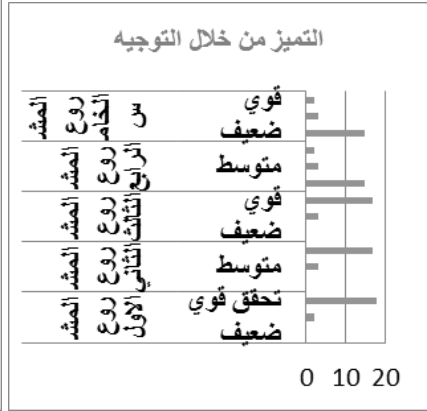 التميز من خلال التوجيه
قوي
ضعيف
المشروع الخامس
متوسط
المشروع الرابع
قوي
ضعيف
المشروع الثالث
متوسط
المشروع الثاني
تحقق قوي
ضعيف
المشروع الاول
0 10 20